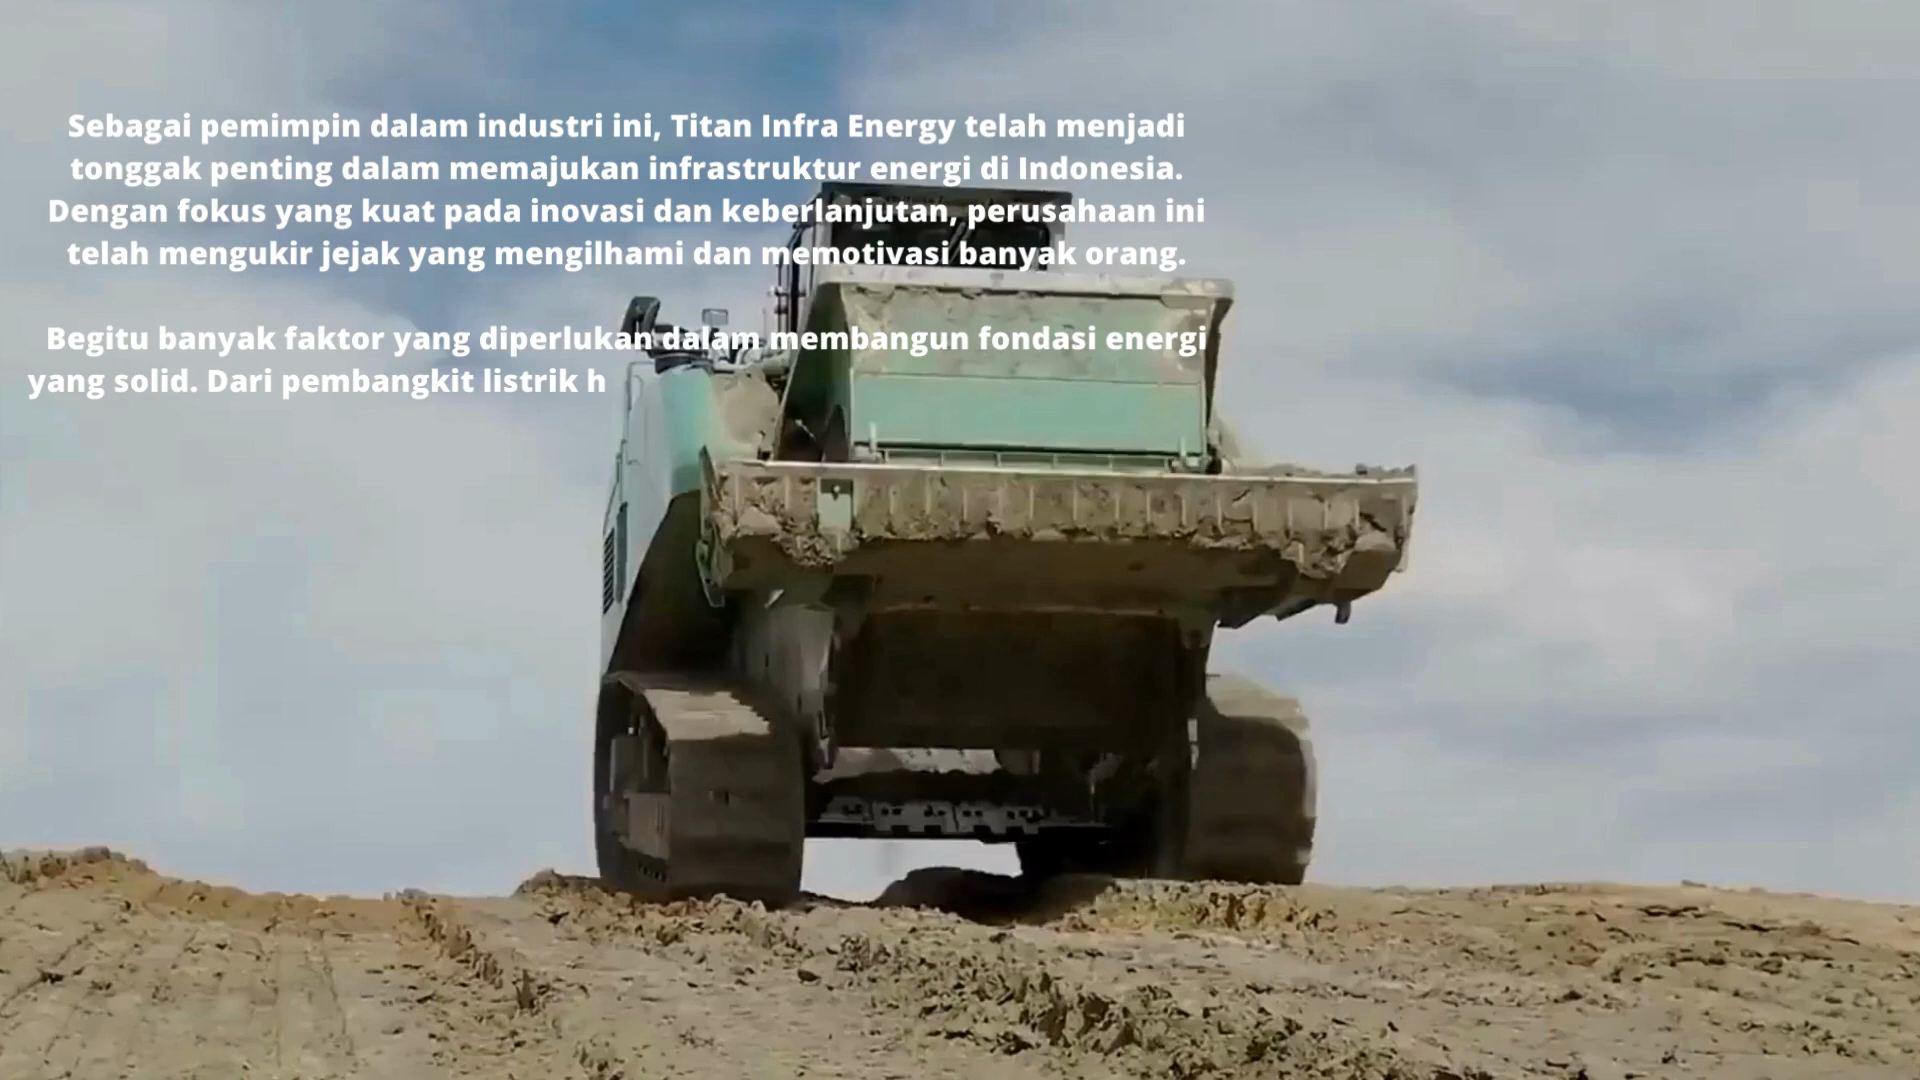 Sebagai pemimpin dalam industri ini, Titan Infra Energy telah menjadi
tonggak penting dalam memajukan infrastruktur energi di Indonesia.
Dengan fokus yang kuat pada inovasi dan keberlanjutan, perusahaan ini
telah mengukir jejak yang mengilhami dan memotivasi banyak orang.
Begitu banyak faktor yang diperlukan dalam membangun fondasi energi
yang solid. Dari pembangkit listrik h